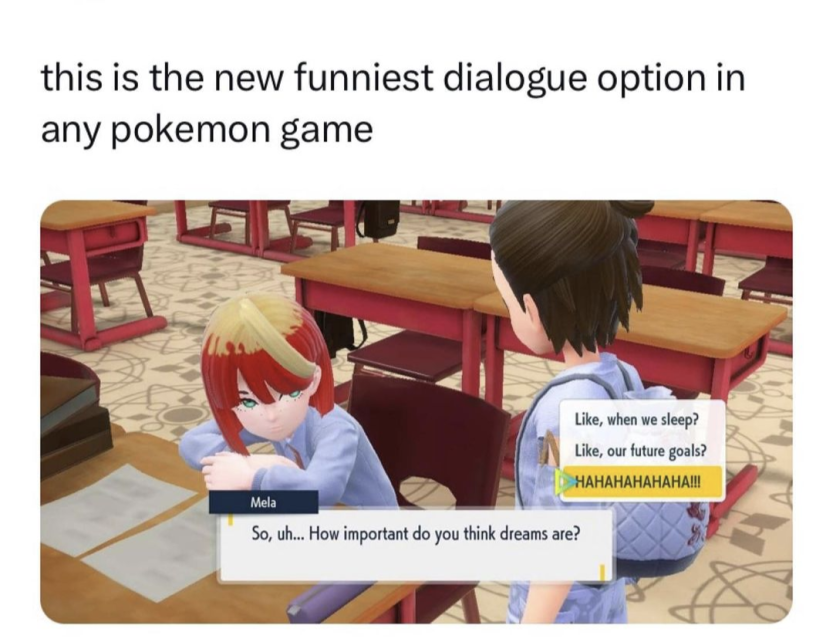 this is the new funniest dialogue option in
any pokemon game
Like, when we sleep?
Like, our future goals?
HAHAHAHAHAHA!!!
Mela
So, uh... How important do you think dreams are?